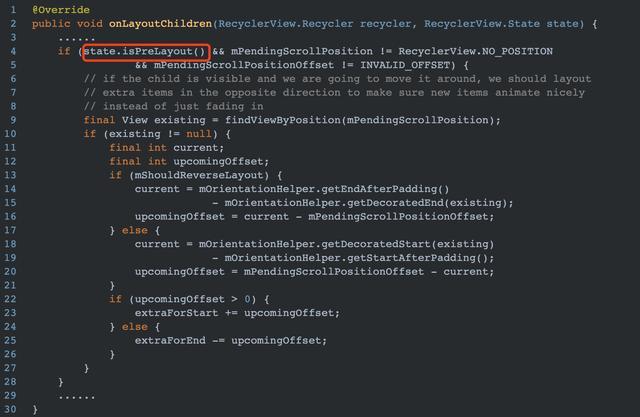 1 @Override
2 public void onLayoutChildren(RecyclerView.Recycler recycler, RecyclerView.State state) {
3     ......
4     if (state.isPreLayout() && mPendingScrollPosition != RecyclerView.NO_POSITION
5             && mPendingScrollPositionOffset != INVALID_OFFSET) {
6         // if the child is visible and we are going to move it around, we should layout
7         // extra items in the opposite direction to make sure new items animate nicely
8         // instead of just fading in
9         final View existing = findViewByPosition(mPendingScrollPosition);
10         if (existing != null) {
11             final int current;
12             final int upcomingOffset;
13             if (mShouldReverseLayout) {
14                 current = mOrientationHelper.getEndAfterPadding()
15                         - mOrientationHelper.getDecoratedEnd(existing);
16                 upcomingOffset = current - mPendingScrollPositionOffset;
17             } else {
18                 current = mOrientationHelper.getDecoratedStart(existing)
19                         - mOrientationHelper.getStartAfterPadding();
20                 upcomingOffset = mPendingScrollPositionOffset - current;
21             }
22             if (upcomingOffset > 0) {
23                 extraForStart += upcomingOffset;
24             } else {
25                 extraForEnd -= upcomingOffset;
26             }
27         }
28     }
29     ......
30 }